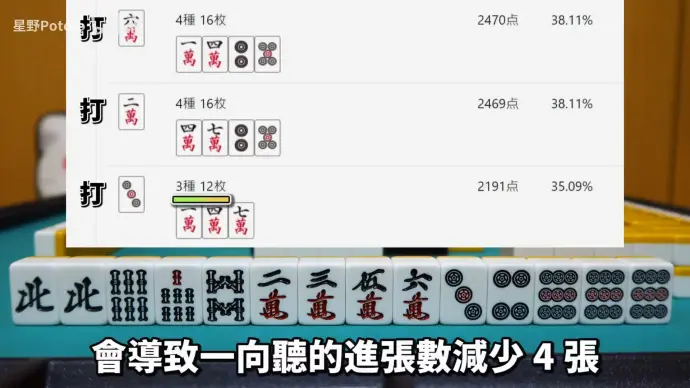 星野Poto
打 六萬 4種 16枚 2470点 38.11%
一萬 四萬
打 二萬 4種 16枚 2469点 38.11%
四萬 七萬
打 3種 12枚 2191点 35.09%
一萬 四萬 七萬
北 北 二萬 三萬 伍萬 六萬
會導致一向聽的進張數減少 4 張